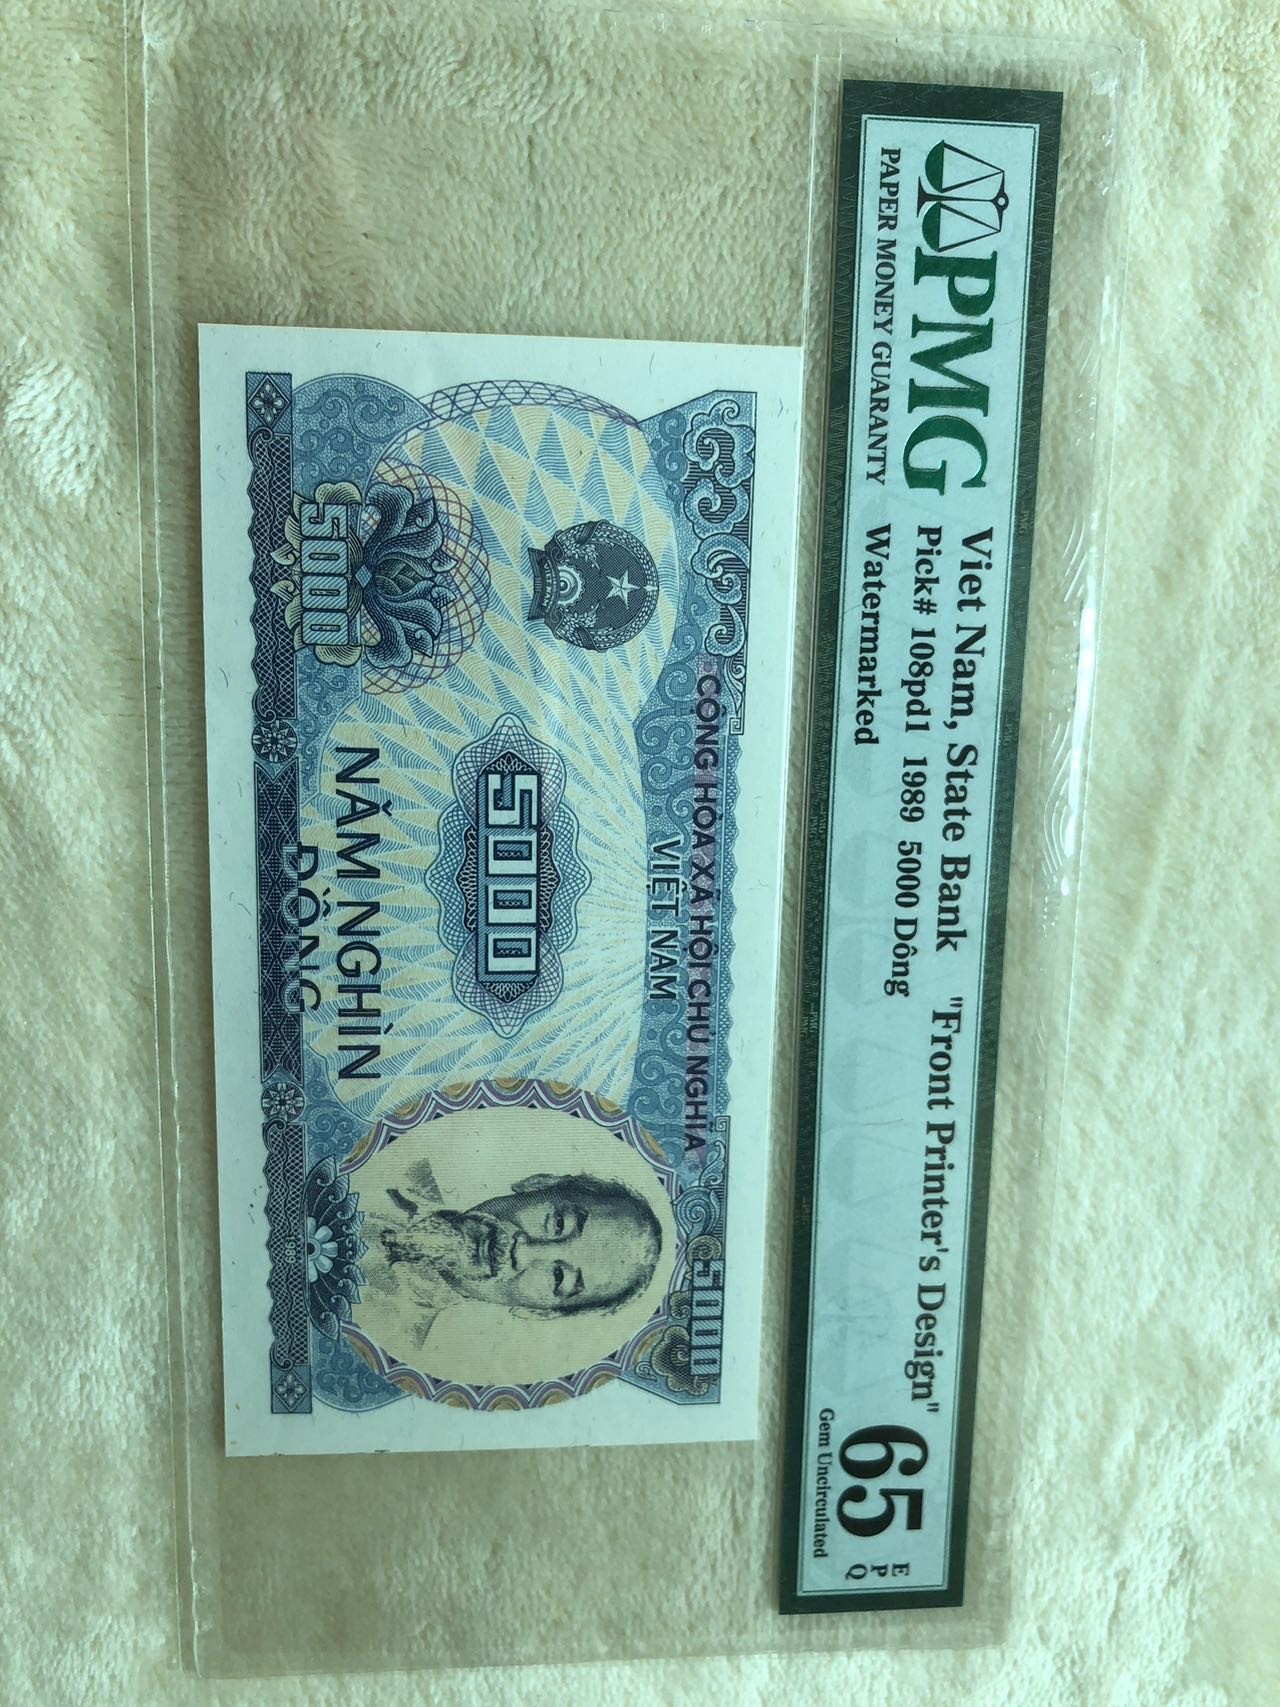 PMG
PAPER MONEY GUARANTY
Viet Nam, State Bank
"Front Printer's Design"
Pick# 108pd1 1989 5000 Dông
Watermarked
65
E
P
Q
Gem Uncirculated
CỘNG HÒA XÃ HỘI CHỦ NGHĨA
VIỆT NAM
5000
5000
5000
NĂM NGHÌN
ĐỒNG
1989